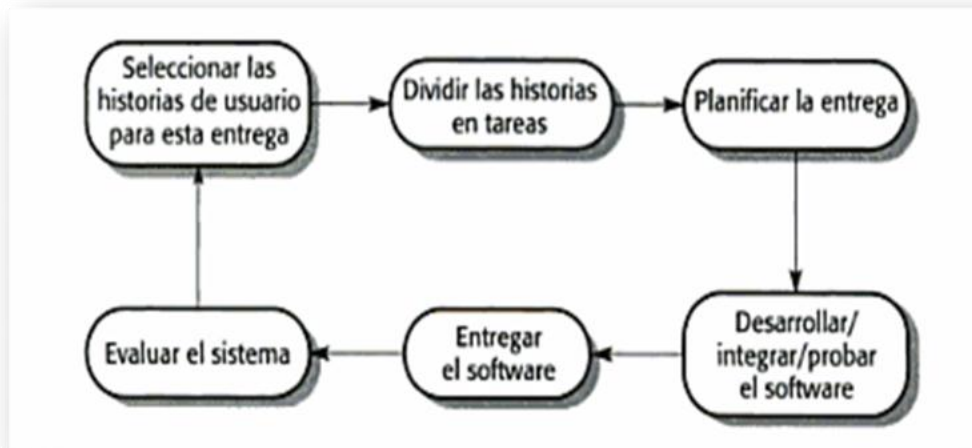 Seleccionar las
historias de usuario
para esta entrega
Dividir las historias
en tareas
Planificar la entrega
Evaluar el sistema
Entregar
el software
Desarrollar/
integrar/probar
el software